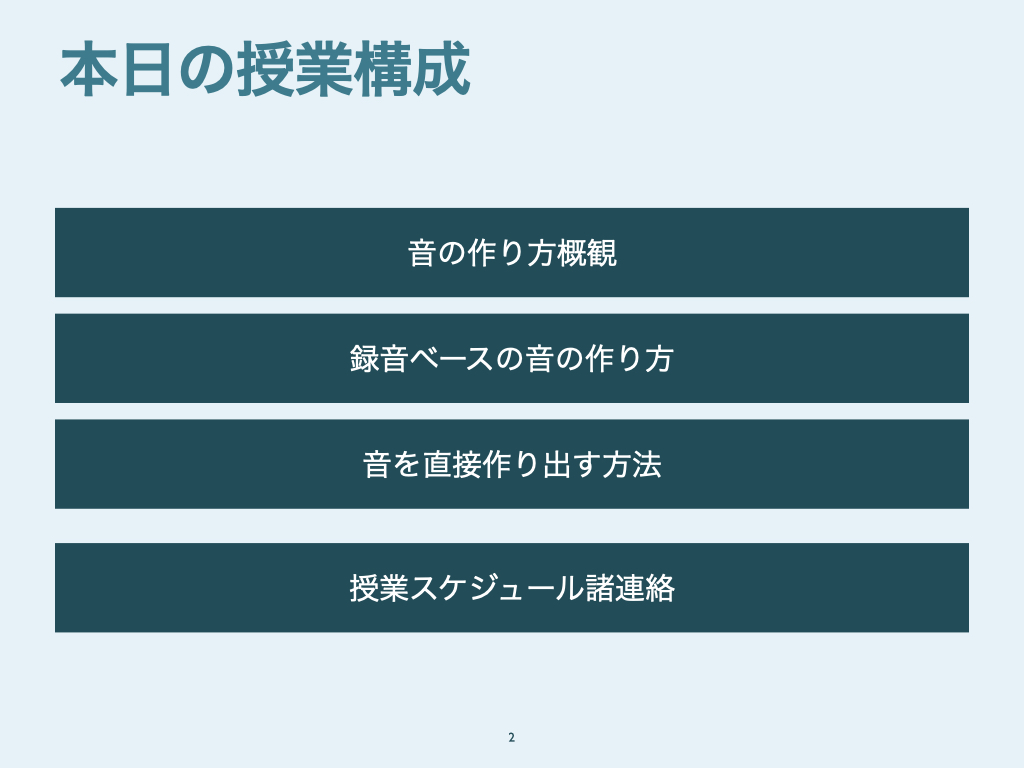 本日の授業構成
音の作り方概観
録音ベースの音の作り方
音を直接作り出す方法
授業スケジュール諸連絡
2